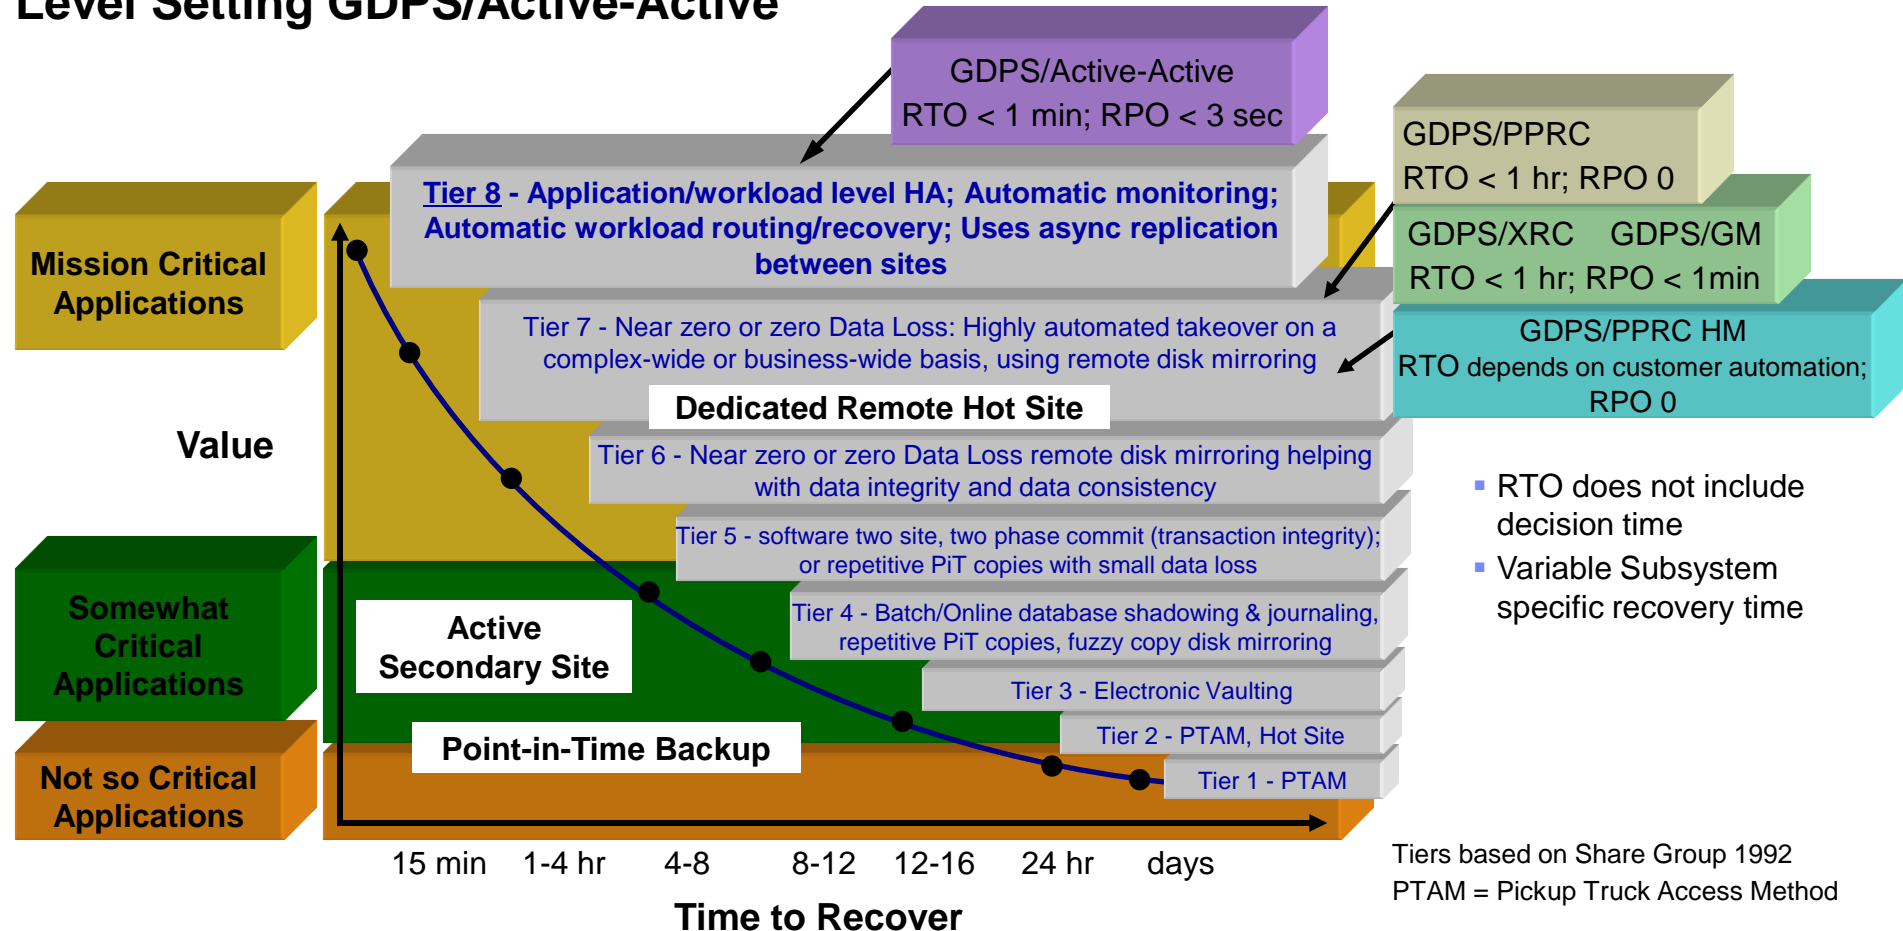 Level Setting GDPS/Active-Active
GDPS/Active-Active
RTO < 1 min; RPO < 3 sec
GDPS/PPRC
RTO < 1 hr; RPO 0
GDPS/XRC GDPS/GM
RTO < 1 hr; RPO < 1min
GDPS/PPRC HM
RTO depends on customer automation;
RPO 0
Tier 8 - Application/workload level HA; Automatic monitoring;
Automatic workload routing/recovery; Uses async replication
between sites
Tier 7 - Near zero or zero Data Loss: Highly automated takeover on a
complex-wide or business-wide basis, using remote disk mirroring
Dedicated Remote Hot Site
Tier 6 - Near zero or zero Data Loss remote disk mirroring helping
with data integrity and data consistency
Tier 5 - software two site, two phase commit (transaction integrity);
or repetitive PiT copies with small data loss
Tier 4 - Batch/Online database shadowing & journaling,
repetitive PiT copies, fuzzy copy disk mirroring
Tier 3 - Electronic Vaulting
Tier 2 - PTAM, Hot Site
Tier 1 - PTAM
Mission Critical
Applications
Value
Somewhat
Critical
Applications
Not so Critical
Applications
Active
Secondary Site
Point-in-Time Backup
▪ RTO does not include
decision time
▪ Variable Subsystem
specific recovery time
15 min 1-4 hr 4-8 8-12 12-16 24 hr days
Time to Recover
Tiers based on Share Group 1992
PTAM = Pickup Truck Access Method